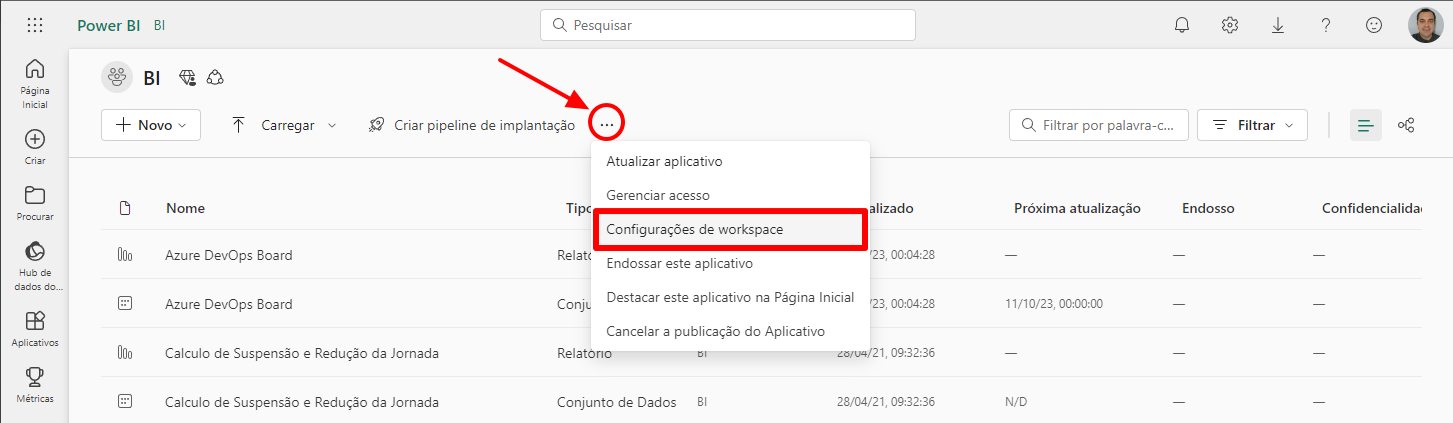 Power BI BI
Pesquisar
Página
Inicial
Criar
Procurar
Hub de
dados do...
Aplicativos
Métricas
BI
Novo
Carregar
Criar pipeline de implantação
...
Filtrar por palavra-c...
Filtrar
Atualizar aplicativo
Gerenciar acesso
Configurações de workspace
Endossar este aplicativo
Destacar este aplicativo na Página Inicial
Cancelar a publicação do Aplicativo
Nome Tipo alizado Próxima atualização Endosso Confidencialidad
Azure DevOps Board Relató /23, 00:04:28 — — —
Azure DevOps Board Conju /23, 00:04:28 11/10/23, 00:00:00 — —
Calculo de Suspensão e Redução da Jornada Relatório BI 28/04/21, 09:32:36 — — —
Calculo de Suspensão e Redução da Jornada Conjunto de Dados BI 28/04/21, 09:32:36 N/D — —